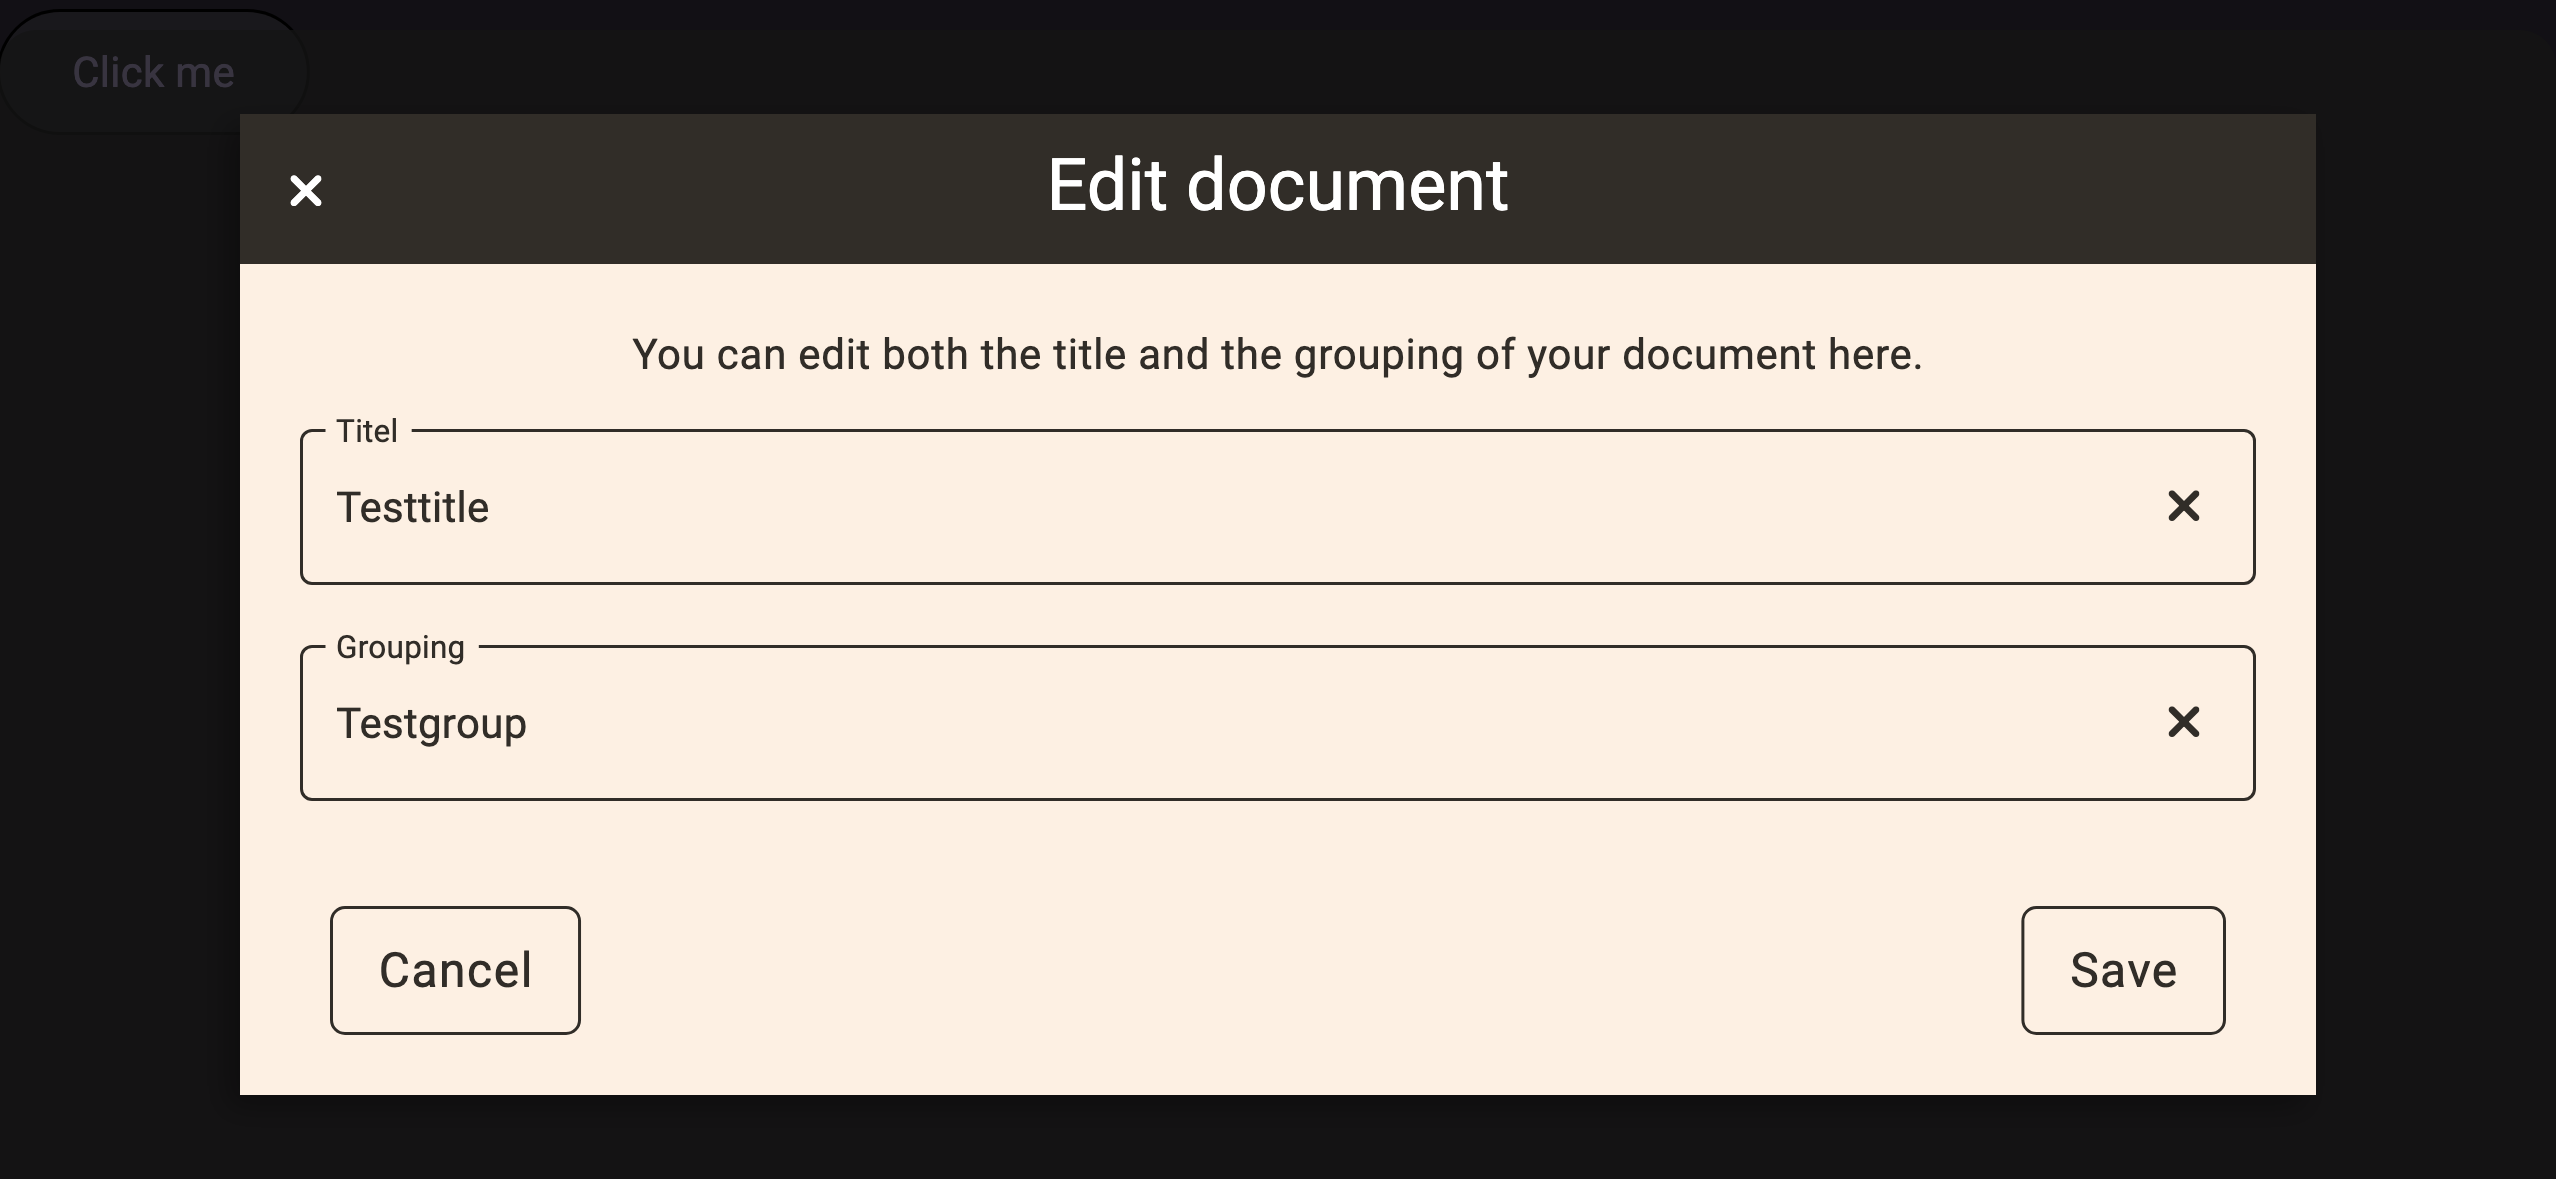 Click me
Edit document
You can edit both the title and the grouping of your document here.
Titel
Testtitle
Grouping
Testgroup
Cancel
Save